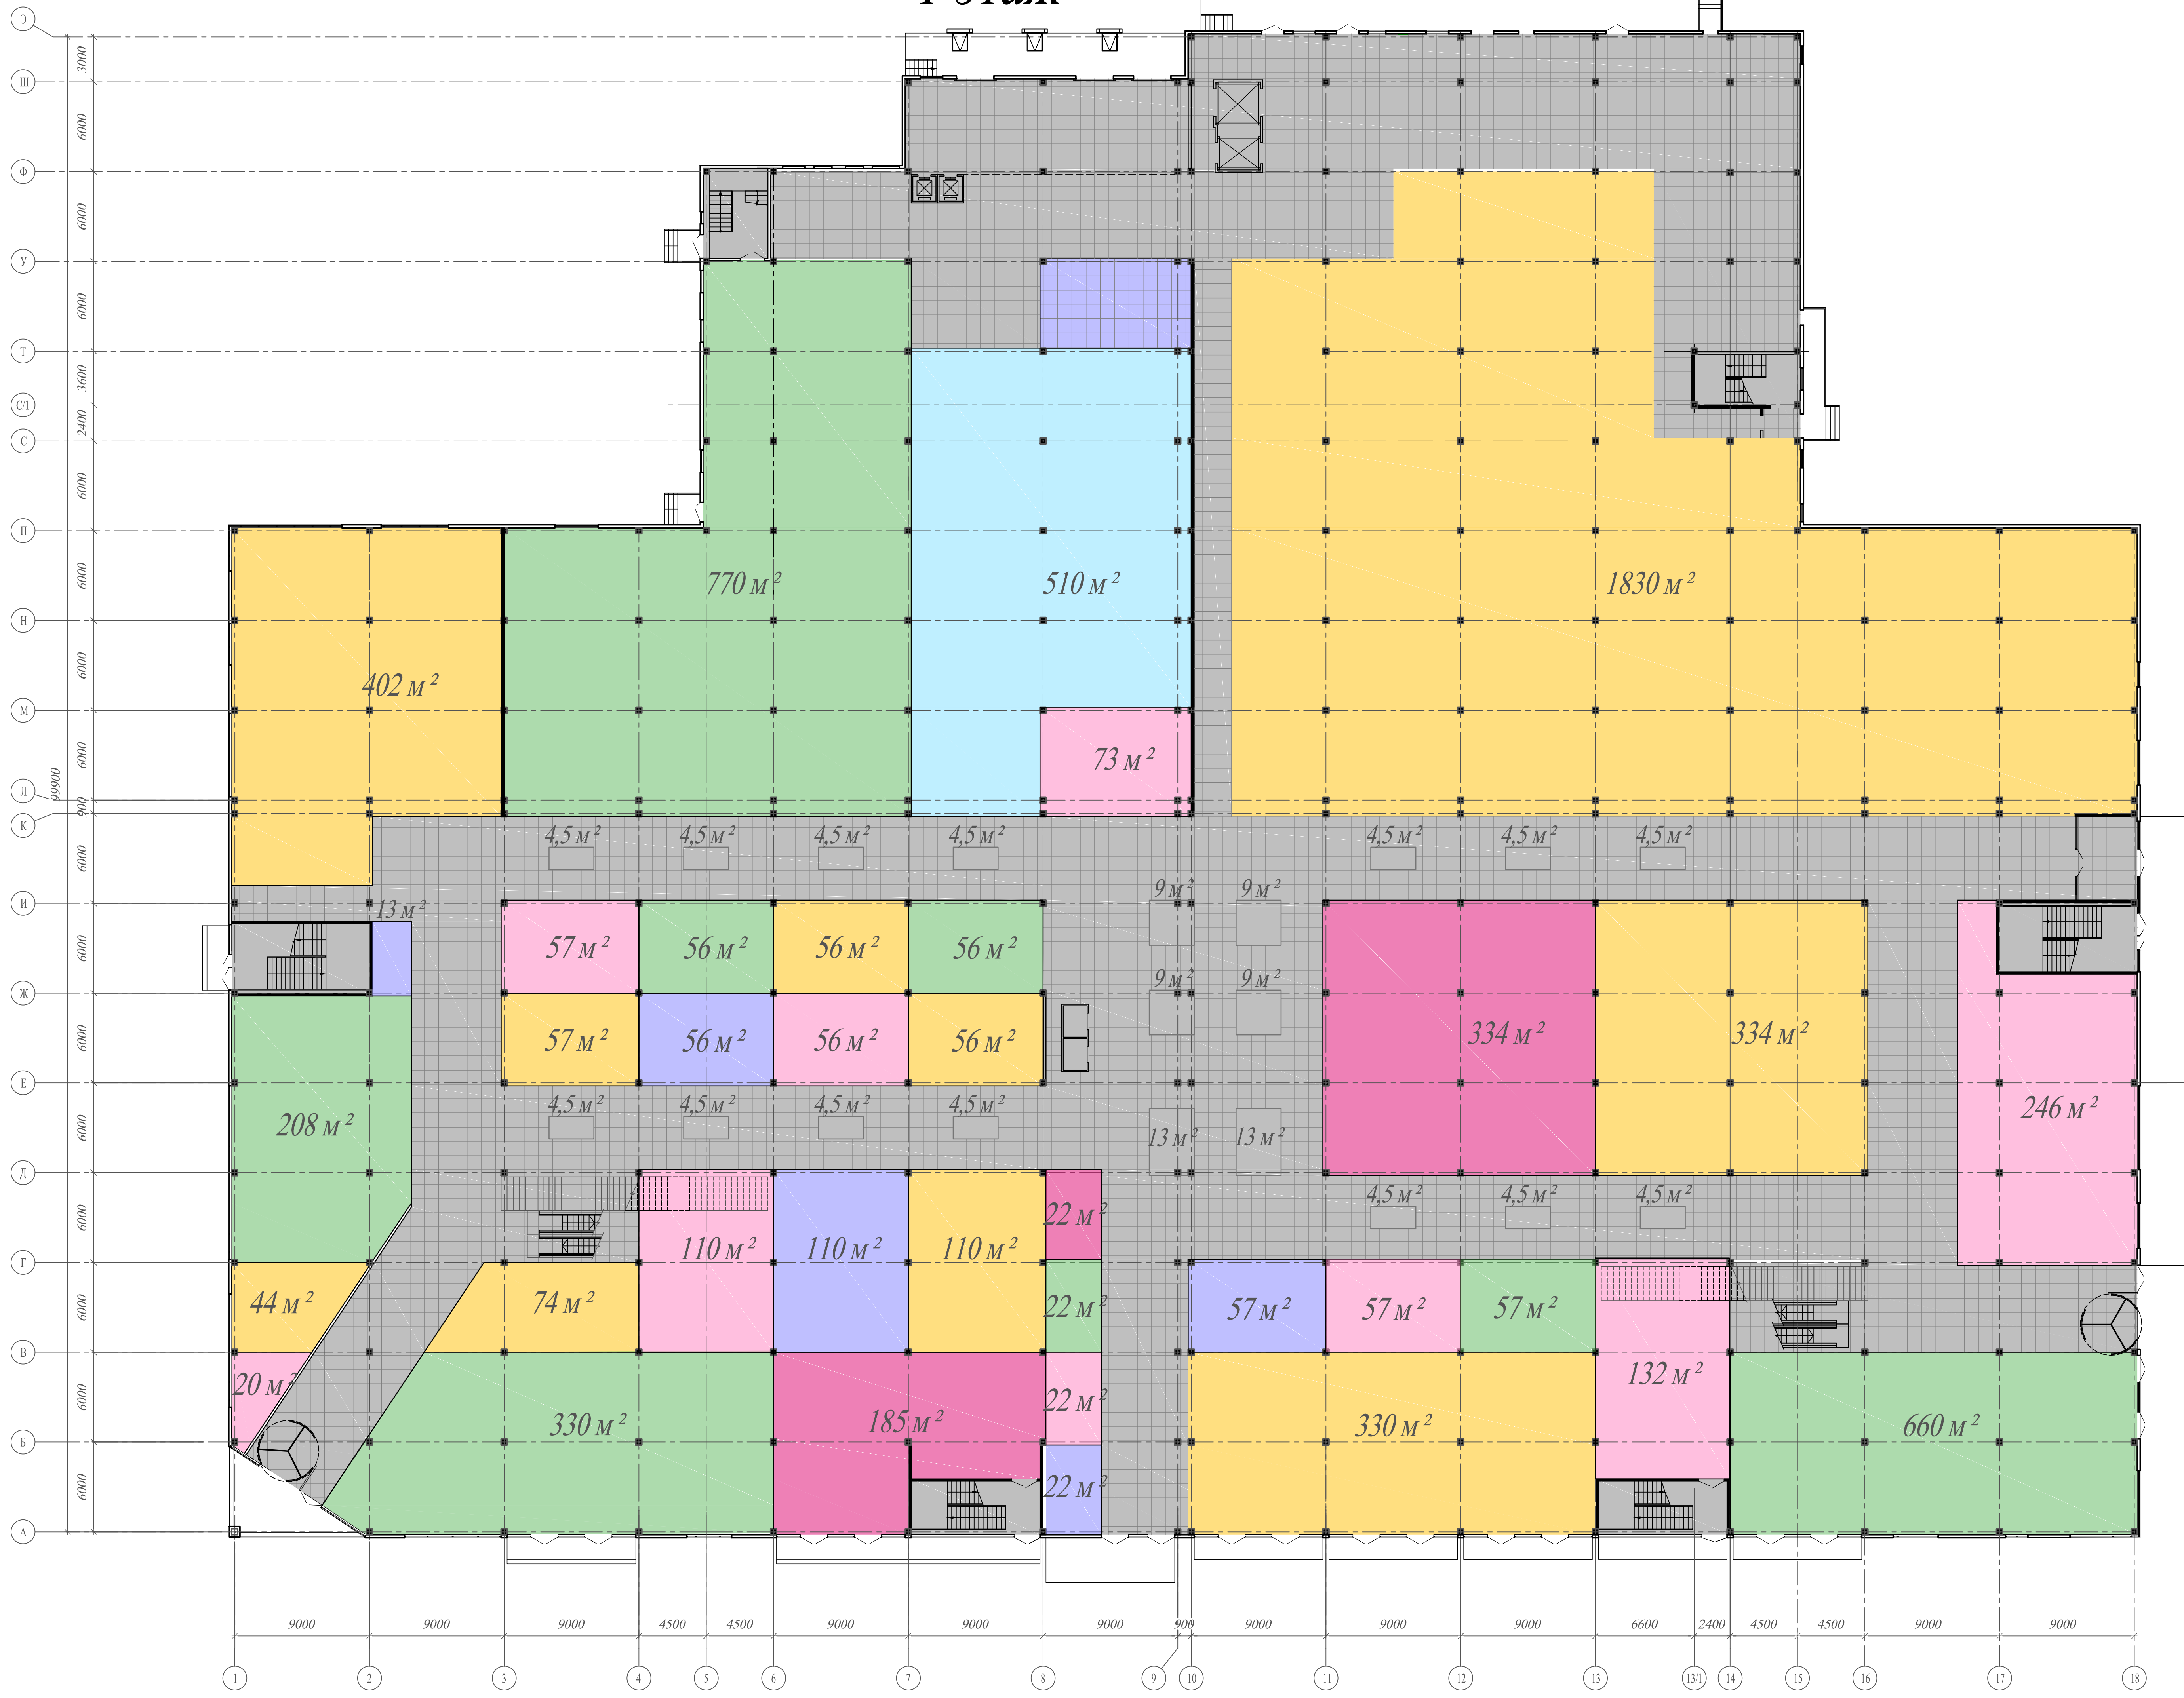 1 этаж
Э
3000
Ш
6000
Ф
6000
У
6000
Т
3600
С/1
2400
С
6000
П
6000
Н
6000
М
6000
Л
99900
900
К
6000
И
6000
Ж
6000
Е
6000
Д
6000
Г
6000
В
6000
Б
6000
А
770 м²
510 м²
1830 м²
402 м²
73 м²
4,5 м² 4,5 м² 4,5 м² 4,5 м² 4,5 м² 4,5 м² 4,5 м²
9 м² 9 м²
13 м²
57 м² 56 м² 56 м² 56 м²
9 м² 9 м²
57 м² 56 м² 56 м² 56 м² 334 м² 334 м²
4,5 м² 4,5 м² 4,5 м² 4,5 м²
208 м² 13 м² 13 м² 246 м²
4,5 м² 4,5 м² 4,5 м²
22 м²
110 м² 110 м² 110 м²
44 м² 74 м² 22 м² 57 м² 57 м² 57 м²
20 м² 22 м² 132 м²
330 м² 185 м² 330 м² 660 м²
22 м²
9000 9000 9000 4500 4500 9000 9000 9000 900 9000 9000 9000 6600 2400 4500 4500 9000 9000
1 2 3 4 5 6 7 8 9 10 11 12 13 13/1 14 15 16 17 18